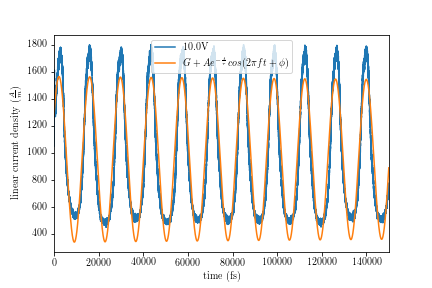 1800
1600
1400
1200
1000
800
600
400
linear current density (A/m)
10.0V
G + Ae^{-t/τ}cos(2πft + ϕ)
0 20000 40000 60000 80000 100000 120000 140000
time (fs)